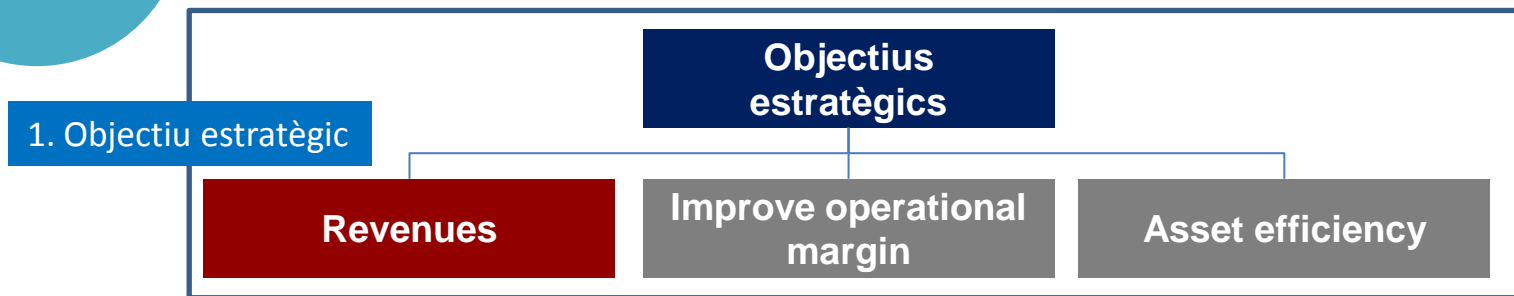 Objectius
estratègics
1. Objectiu estratègic
Revenues
Improve operational
margin
Asset efficiency